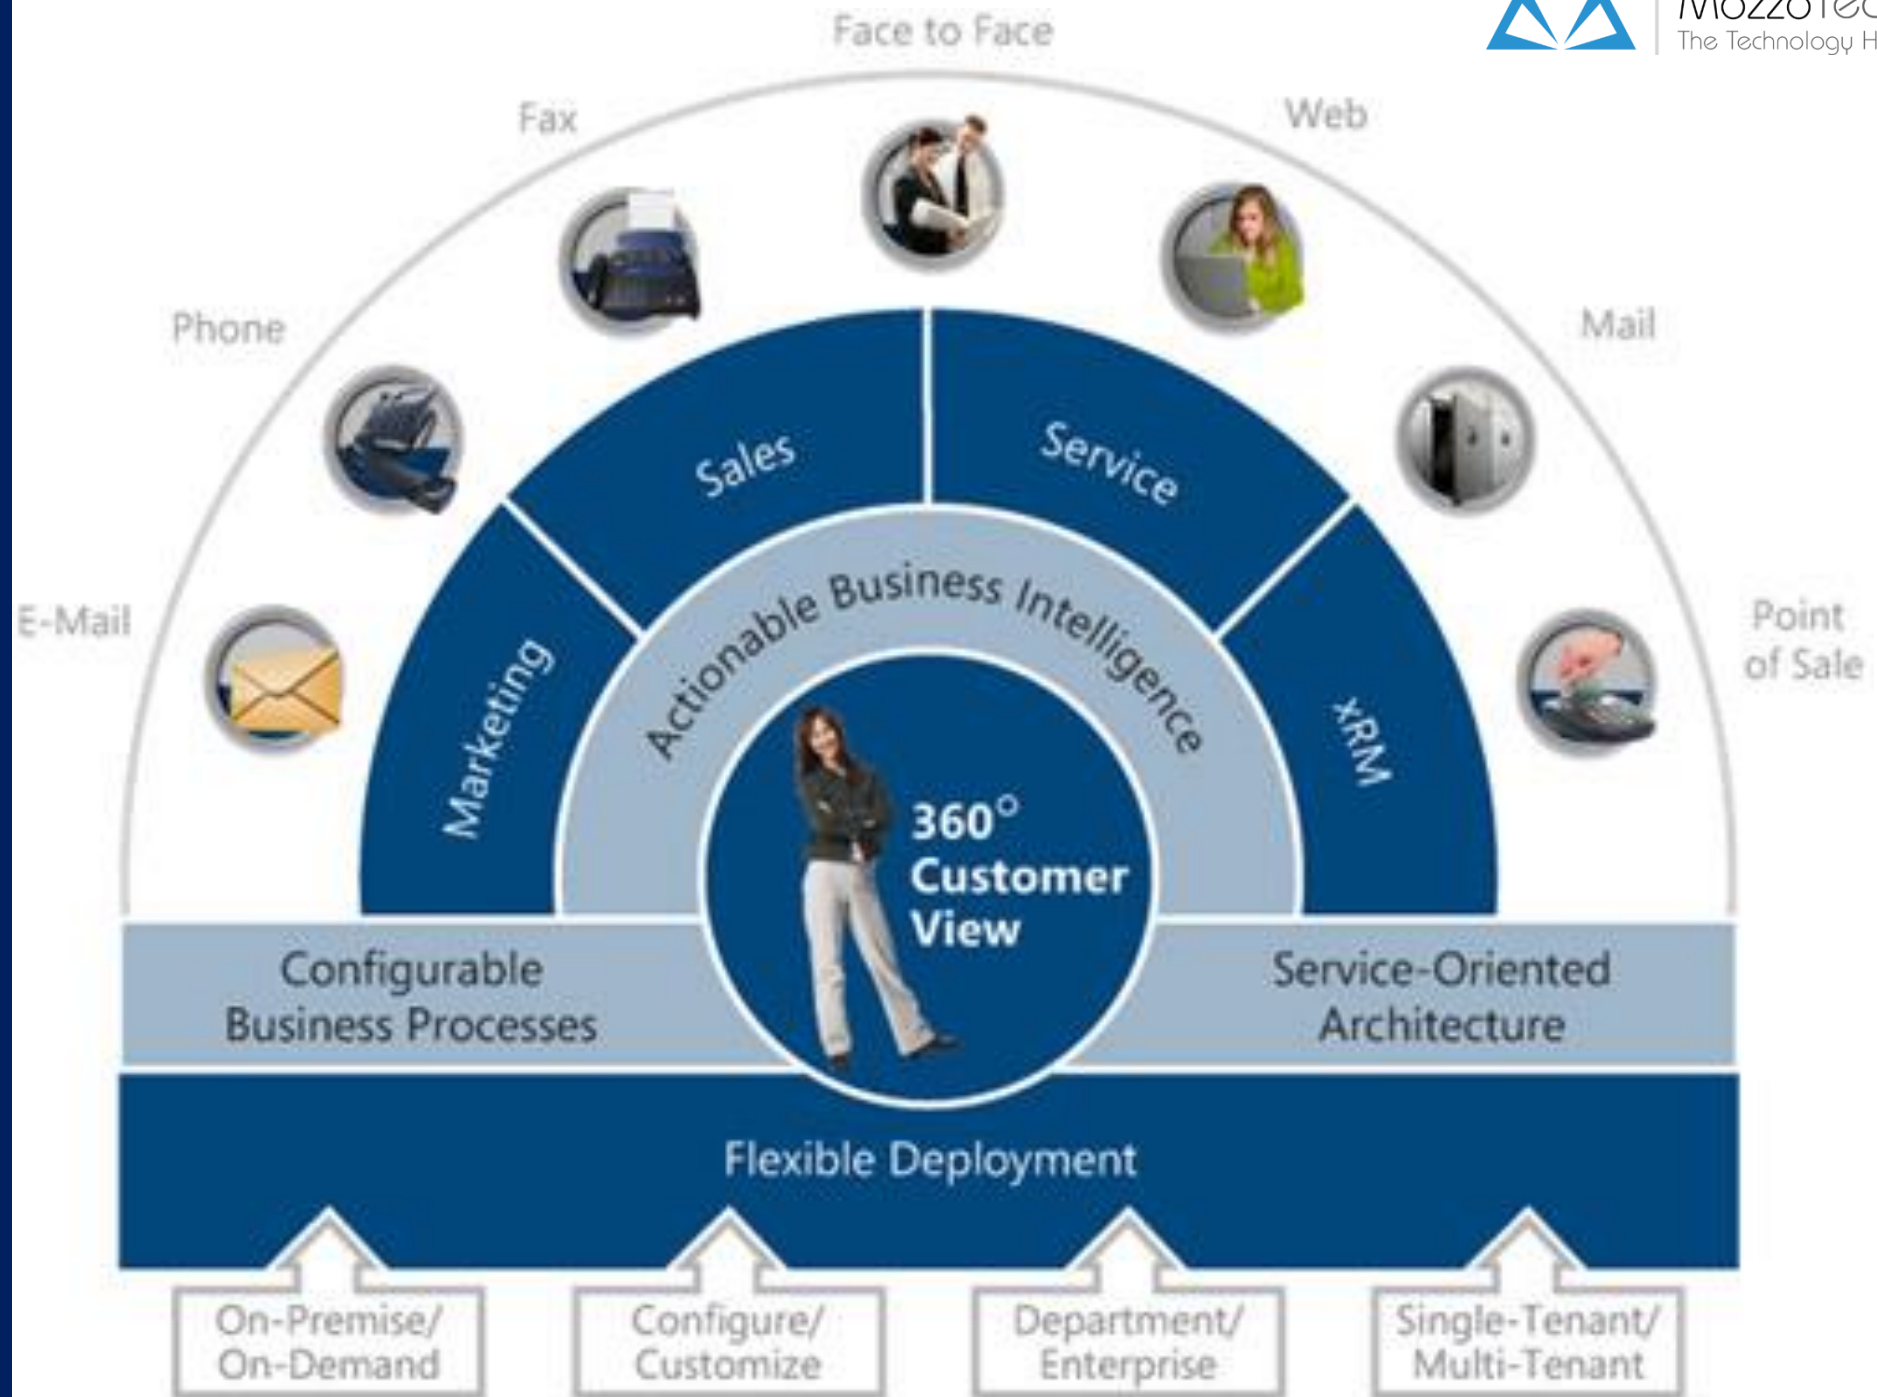 Face to Face
The Technology H
Fax
Web
Phone
Mail
Sales
Service
Actionable Business Intelligence
E-Mail
Marketing
xRM
Point
of Sale
360°
Customer
View
Configurable
Business Processes
Service-Oriented
Architecture
Flexible Deployment
On-Premise/
On-Demand
Configure/
Customize
Department/
Enterprise
Single-Tenant/
Multi-Tenant